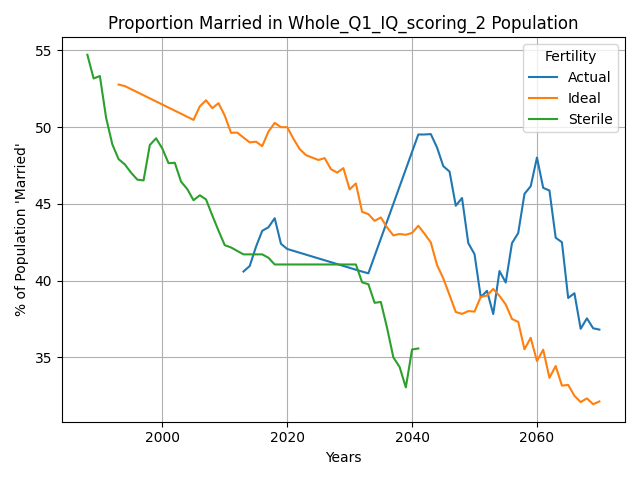 Proportion Married in Whole_Q1_IQ_scoring_2 Population
Fertility
Actual
Ideal
Sterile
% of Population 'Married'
55
50
45
40
35
2000
2020
2040
2060
Years